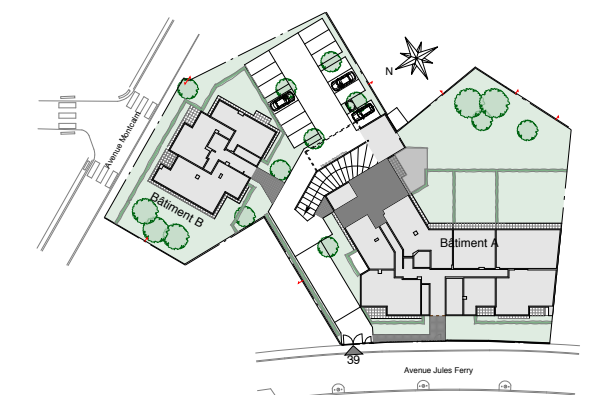 N
Avenue Montcalm
Bâtiment B
Bâtiment A
39
Avenue Jules Ferry